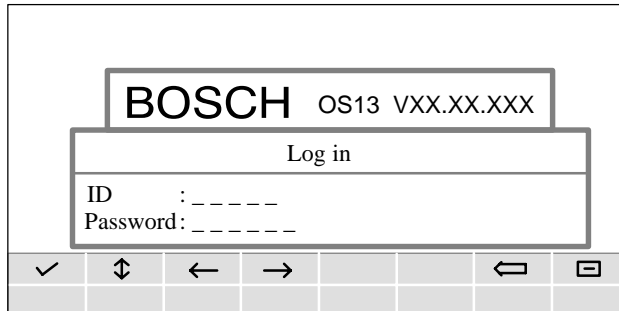 BOSCH OS13 VXX.XX.XXX
Log in
ID : _ _ _ _ _
Password : _ _ _ _ _ _